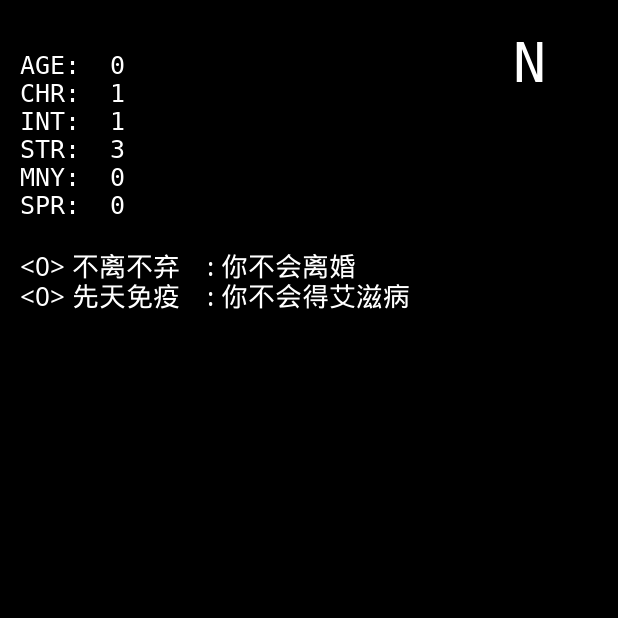 N
AGE: 0
CHR: 1
INT: 1
STR: 3
MNY: 0
SPR: 0
<O> 不离不弃 :你不会离婚
<O> 先天免疫 :你不会得艾滋病